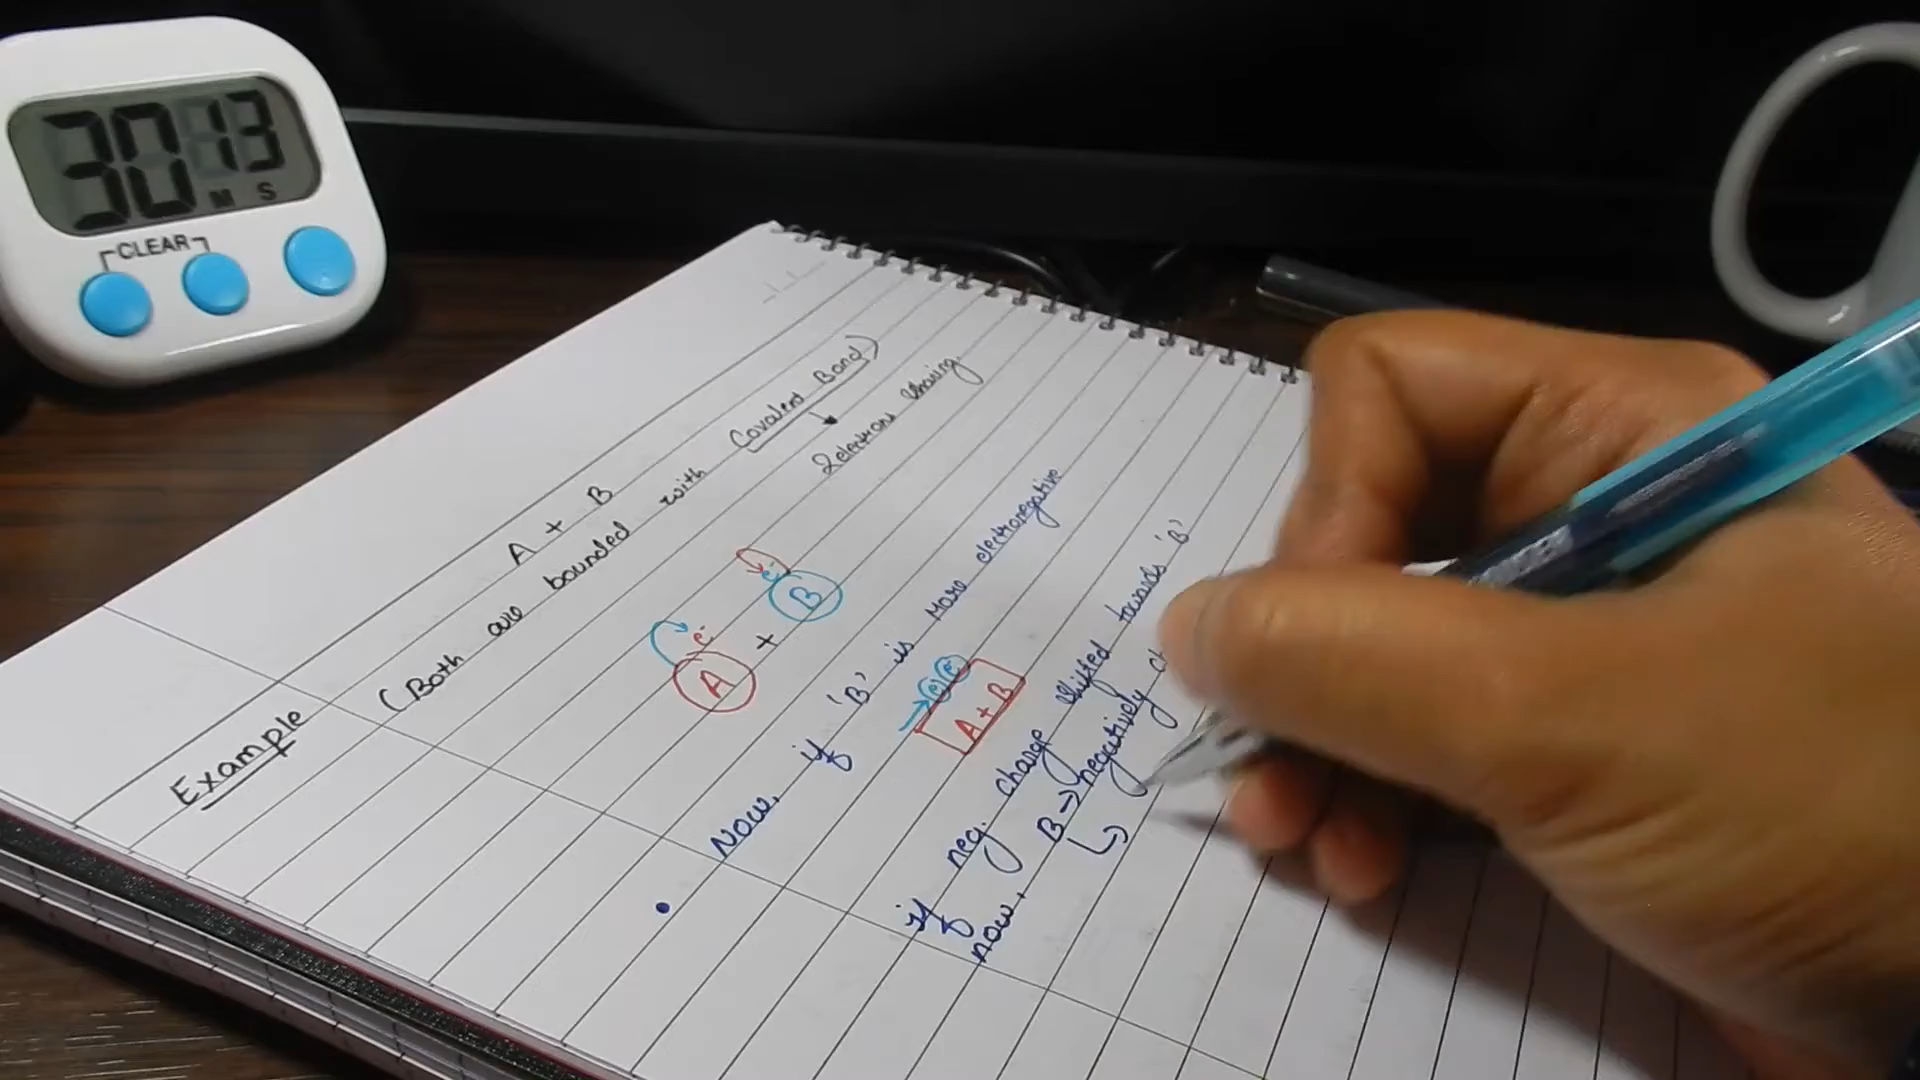 30 13
M S
CLEAR
Example
A + B
(Both are bounded with Covalent Bond)
2 electrons sharing.
e-
e-
A + B
• Now, if 'B' is more electronegative
e- e-
A + B
if neg. charge shifted towards 'B'
now, B → negatively